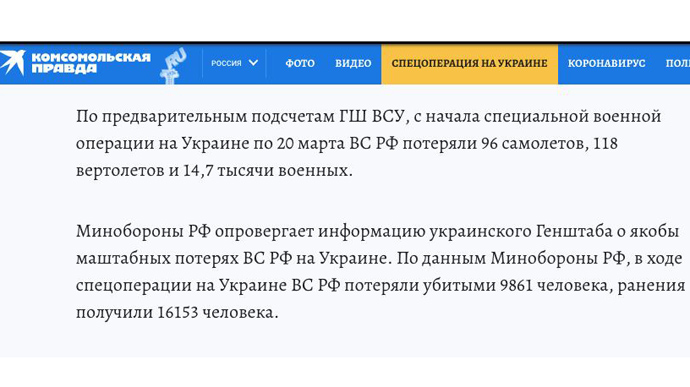 КОМСОМОЛЬСКАЯ
ПРАВДА
.RU
РОССИЯ
ФОТО ВИДЕО СПЕЦОПЕРАЦИЯ НА УКРАИНЕ КОРОНАВИРУС ПОЛИ
По предварительным подсчетам ГШ ВСУ, с начала специальной военной
операции на Украине по 20 марта ВС РФ потеряли 96 самолетов, 118
вертолетов и 14,7 тысячи военных.
Минобороны РФ опровергает информацию украинского Генштаба о якобы
маштабных потерях ВС РФ на Украине. По данным Минобороны РФ, в ходе
спецоперации на Украине ВС РФ потеряли убитыми 9861 человека, ранения
получили 16153 человека.